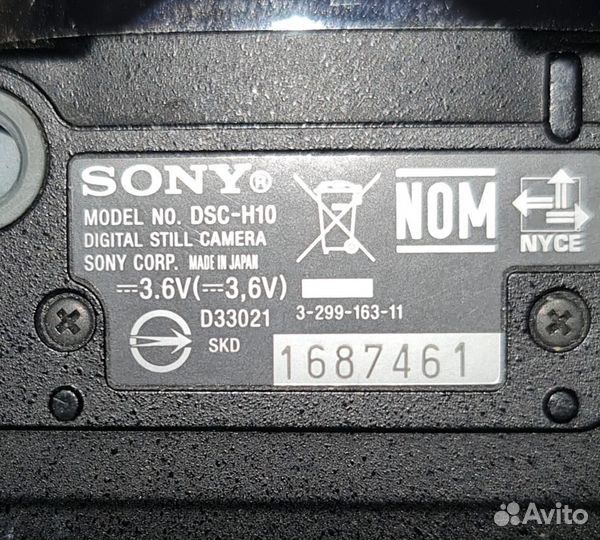 SONY®
MODEL NO. DSC-H10
DIGITAL STILL CAMERA
SONY CORP. MADE IN JAPAN
⎓3.6V(⎓3,6V)
D33021
SKD
3-299-163-11
1687461
NOM
NYCE
Avito